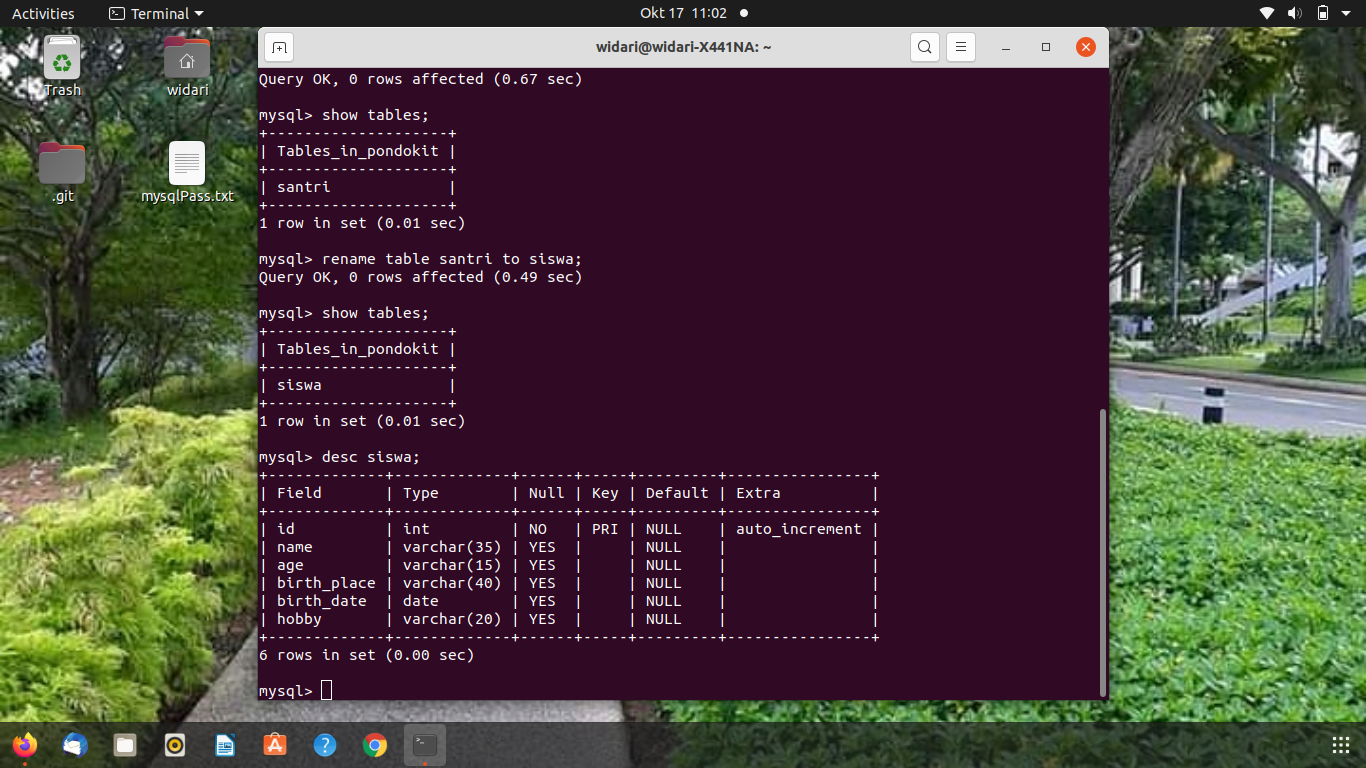 Activities
Terminal
Okt 17 11:02
Trash
widari
.git
mysqlPass.txt
widari@widari-X441NA: ~
Query OK, 0 rows affected (0.67 sec)
mysql> show tables;
+--------------------+
| Tables_in_pondokit |
+--------------------+
| santri             |
+--------------------+
1 row in set (0.01 sec)
mysql> rename table santri to siswa;
Query OK, 0 rows affected (0.49 sec)
mysql> show tables;
+--------------------+
| Tables_in_pondokit |
+--------------------+
| siswa              |
+--------------------+
1 row in set (0.01 sec)
mysql> desc siswa;
+-------------+-------------+------+-----+---------+----------------+
| Field       | Type        | Null | Key | Default | Extra          |
+-------------+-------------+------+-----+---------+----------------+
| id          | int         | NO   | PRI | NULL    | auto_increment |
| name        | varchar(35) | YES  |     | NULL    |                |
| age         | varchar(15) | YES  |     | NULL    |                |
| birth_place | varchar(40) | YES  |     | NULL    |                |
| birth_date  | date        | YES  |     | NULL    |                |
| hobby       | varchar(20) | YES  |     | NULL    |                |
+-------------+-------------+------+-----+---------+----------------+
6 rows in set (0.00 sec)
mysql>